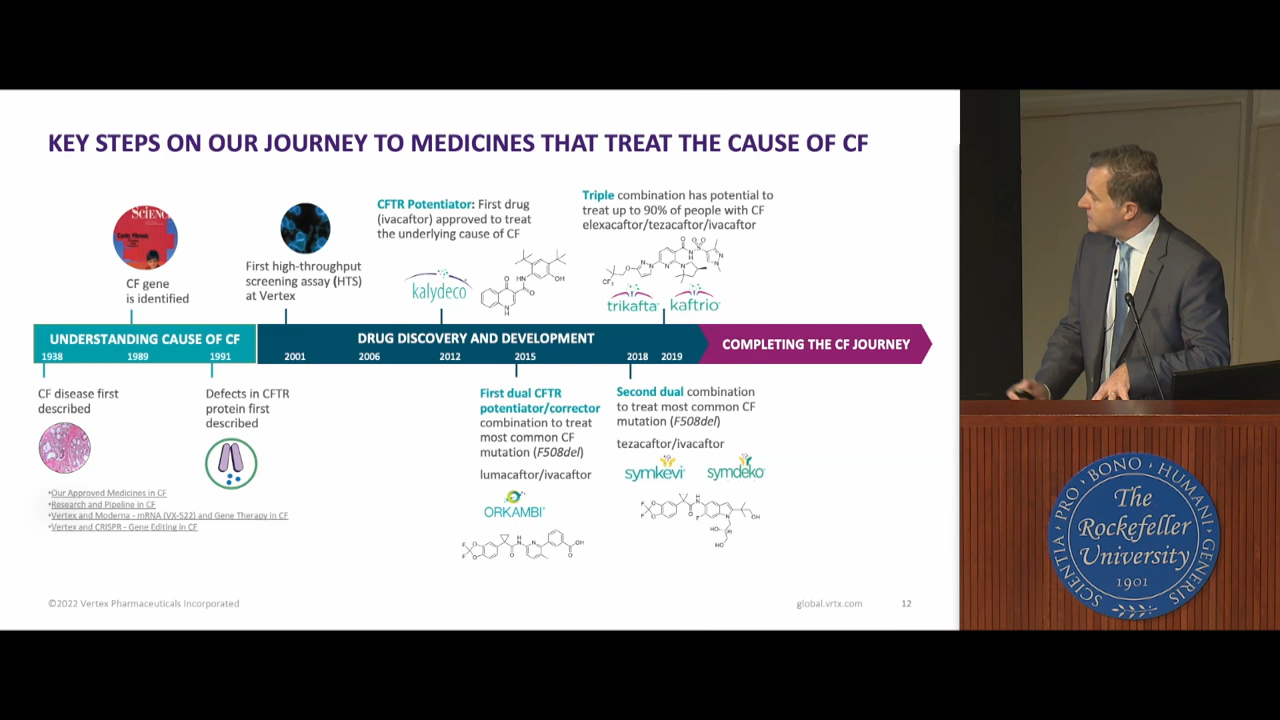 KEY STEPS ON OUR JOURNEY TO MEDICINES THAT TREAT THE CAUSE OF CF
SCIENC
Cystic Fibrosis
CF gene
is identified
First high-throughput
screening assay (HTS)
at Vertex
CFTR Potentiator: First drug
(ivacaftor) approved to treat
the underlying cause of CF
kalydeco
Triple combination has potential to
treat up to 90% of people with CF
elexacaftor/tezacaftor/ivacaftor
trikafta kaftrio
UNDERSTANDING CAUSE OF CF
DRUG DISCOVERY AND DEVELOPMENT
COMPLETING THE CF JOURNEY
1938 1989 1991 2001 2006 2012 2015 2018 2019
CF disease first
described
Defects in CFTR
protein first
described
First dual CFTR
potentiator/corrector
combination to treat
most common CF
mutation (F508del)
lumacaftor/ivacaftor
ORKAMBI
Second dual combination
to treat most common CF
mutation (F508del)
tezacaftor/ivacaftor
symkevi symdeko
•Our Approved Medicines in CF
•Research and Pipeline in CF
•Vertex and Moderna - mRNA (VX-522) and Gene Therapy in CF
•Vertex and CRISPR - Gene Editing in CF
©2022 Vertex Pharmaceuticals Incorporated
global.vrtx.com
12
SCIENTIA · PRO · BONO · HUMANI · GENERIS
The
Rockefeller
University
1901